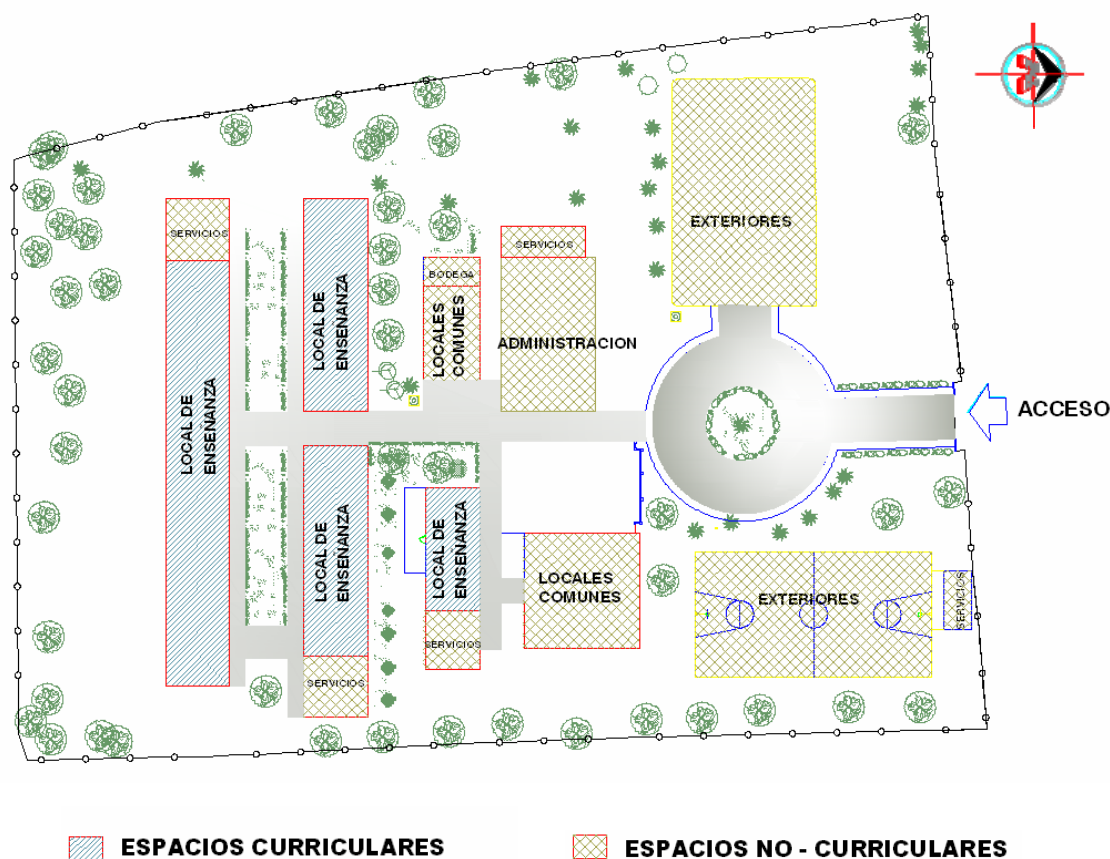 SERVICIOS
LOCAL DE
ENSENANZA
LOCAL DE
ENSENANZA
BODEGA
LOCALES
COMUNES
SERVICIOS
ADMINISTRACION
EXTERIORES
ACCESO
LOCAL DE
ENSEÑANZA
SERVICIOS
LOCAL DE
ENSENANZA
SERVICIOS
LOCALES
COMUNES
EXTERIORES
SERVICIOS
ESPACIOS CURRICULARES
ESPACIOS NO - CURRICULARES